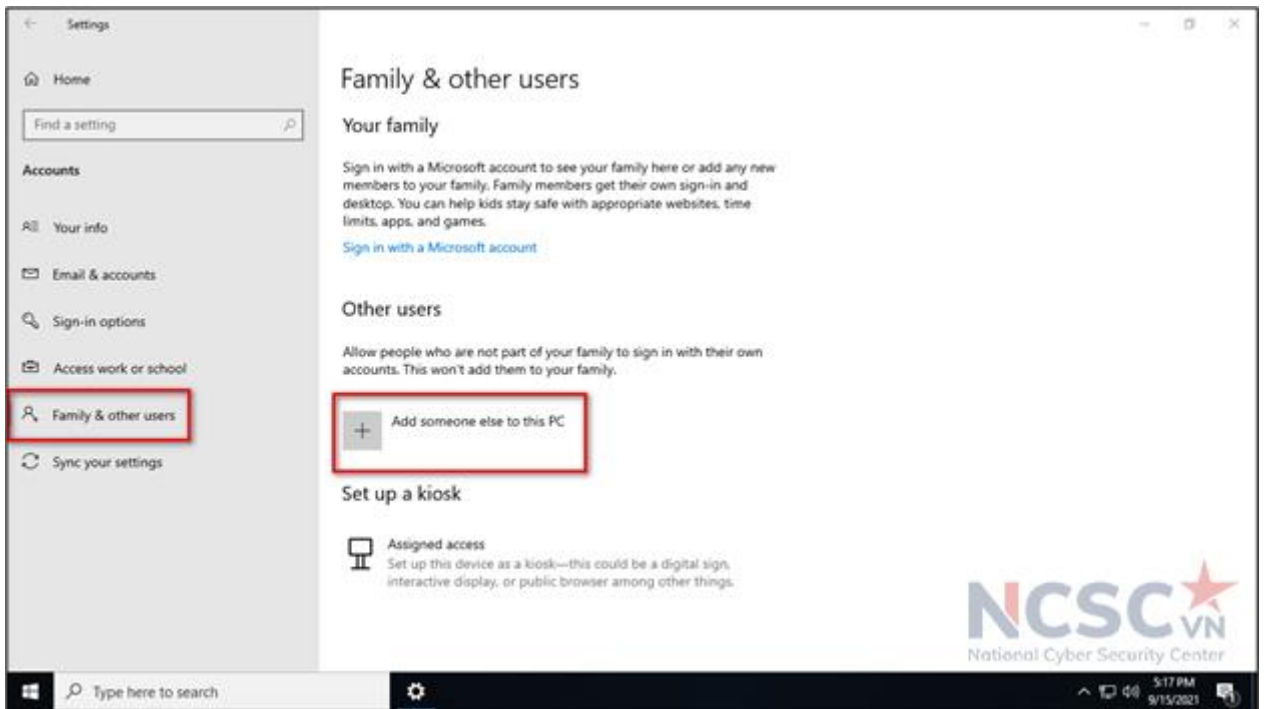 Settings
Home
Find a setting
Accounts
Your info
Email & accounts
Sign-in options
Access work or school
Family & other users
Sync your settings
Family & other users
Your family
Sign in with a Microsoft account to see your family here or add any new
members to your family. Family members get their own sign-in and
desktop. You can help kids stay safe with appropriate websites, time
limits, apps, and games.
Sign in with a Microsoft account
Other users
Allow people who are not part of your family to sign in with their own
accounts. This won't add them to your family.
Add someone else to this PC
Set up a kiosk
Assigned access
Set up this device as a kiosk—this could be a digital sign,
interactive display, or public browser among other things.
NCSC VN
National Cyber Security Center
Type here to search
5:17 PM
9/15/2021
1